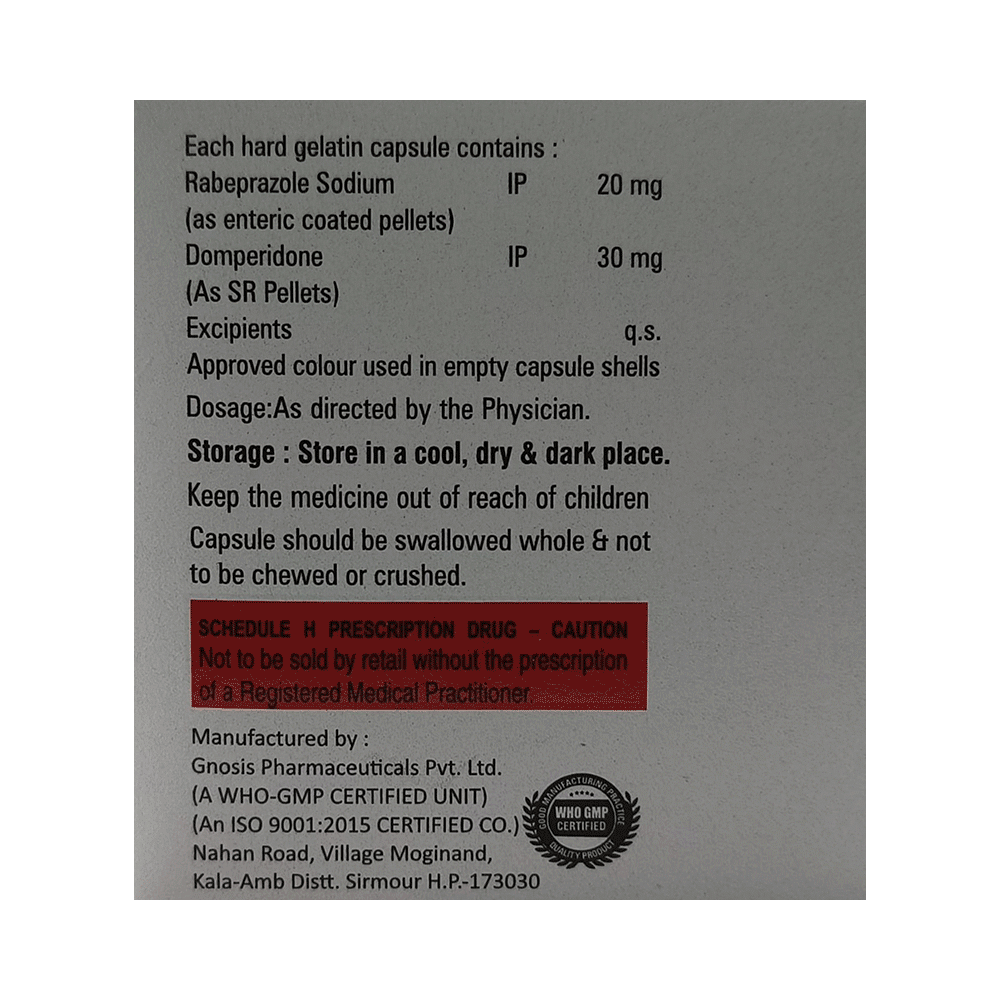 Each hard gelatin capsule contains :
Rabeprazole Sodium IP 20 mg
(as enteric coated pellets)
Domperidone IP 30 mg
(As SR Pellets)
Excipients q.s.
Approved colour used in empty capsule shells
Dosage:As directed by the Physician.
Storage : Store in a cool, dry & dark place.
Keep the medicine out of reach of children
Capsule should be swallowed whole & not
to be chewed or crushed.
SCHEDULE H PRESCRIPTION DRUG – CAUTION
Not to be sold by retail without the prescription
of a Registered Medical Practitioner.
Manufactured by :
Gnosis Pharmaceuticals Pvt. Ltd.
(A WHO-GMP CERTIFIED UNIT)
(An ISO 9001:2015 CERTIFIED CO.)
Nahan Road, Village Moginand,
Kala-Amb Distt. Sirmour H.P.-173030
GOOD MANUFACTURING PRACTICE
WHO GMP
CERTIFIED
QUALITY PRODUCT